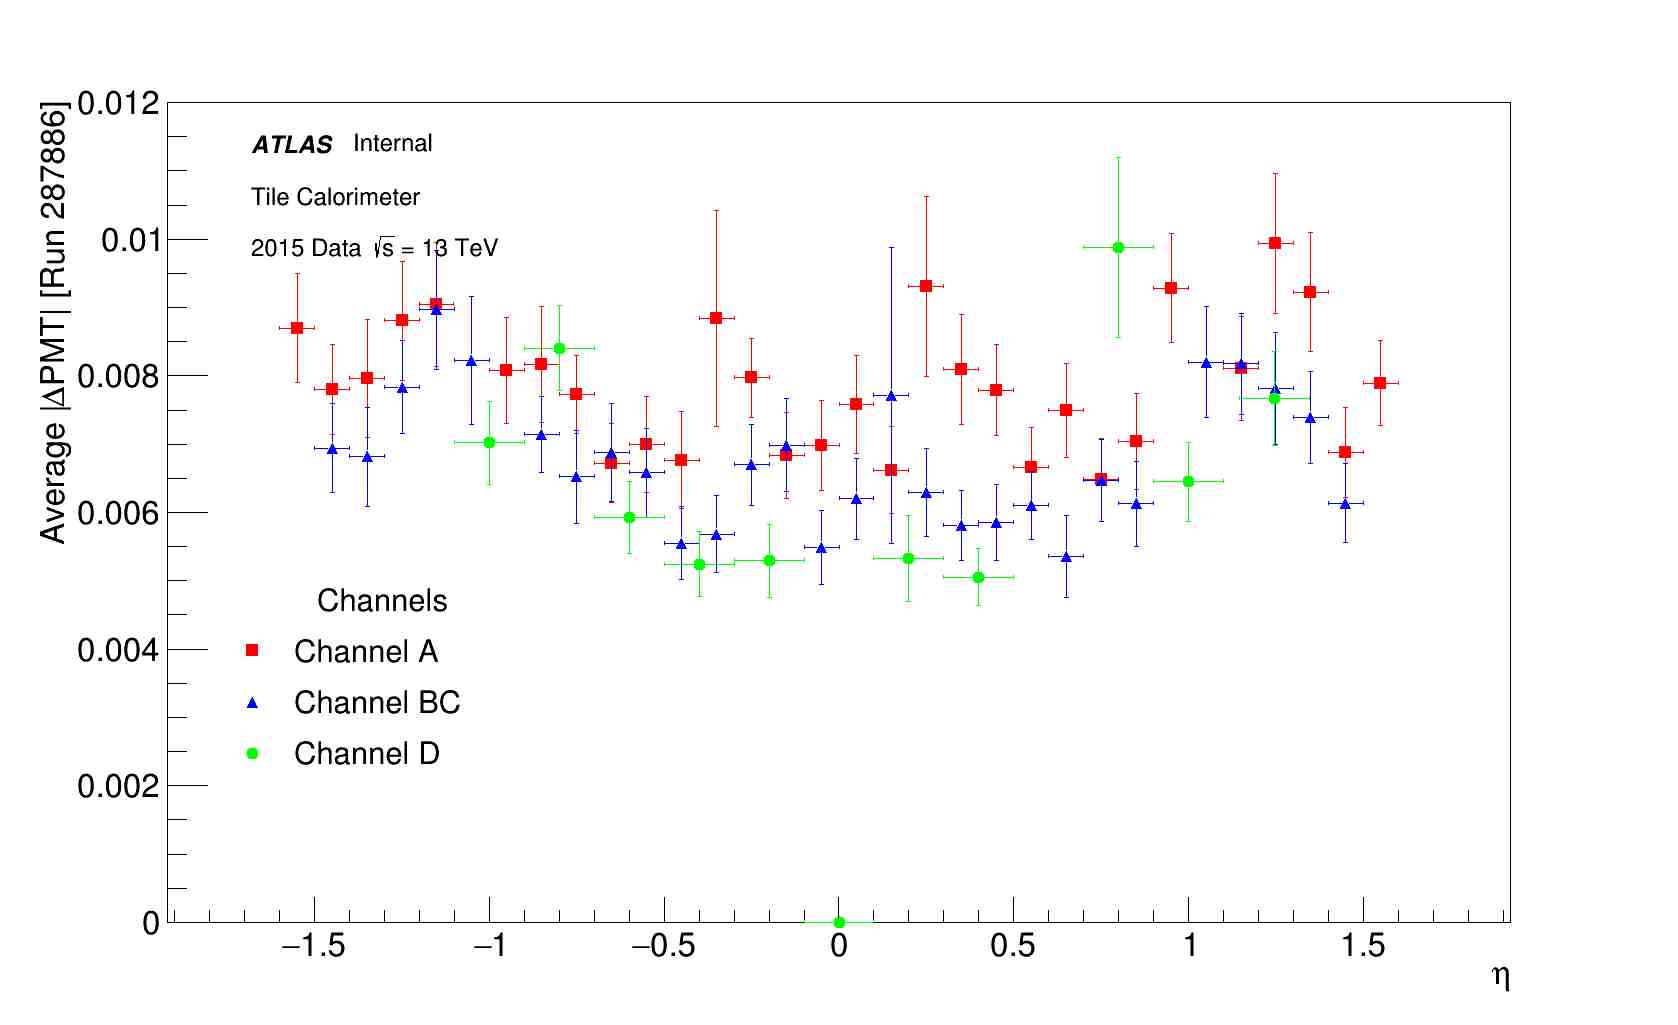 Average |ΔPMT| [Run 287886]
0.012
0.01
0.008
0.006
0.004
0.002
0
ATLAS Internal
Tile Calorimeter
2015 Data √s = 13 TeV
Channels
Channel A
Channel BC
Channel D
−1.5 −1 −0.5 0 0.5 1 1.5
η